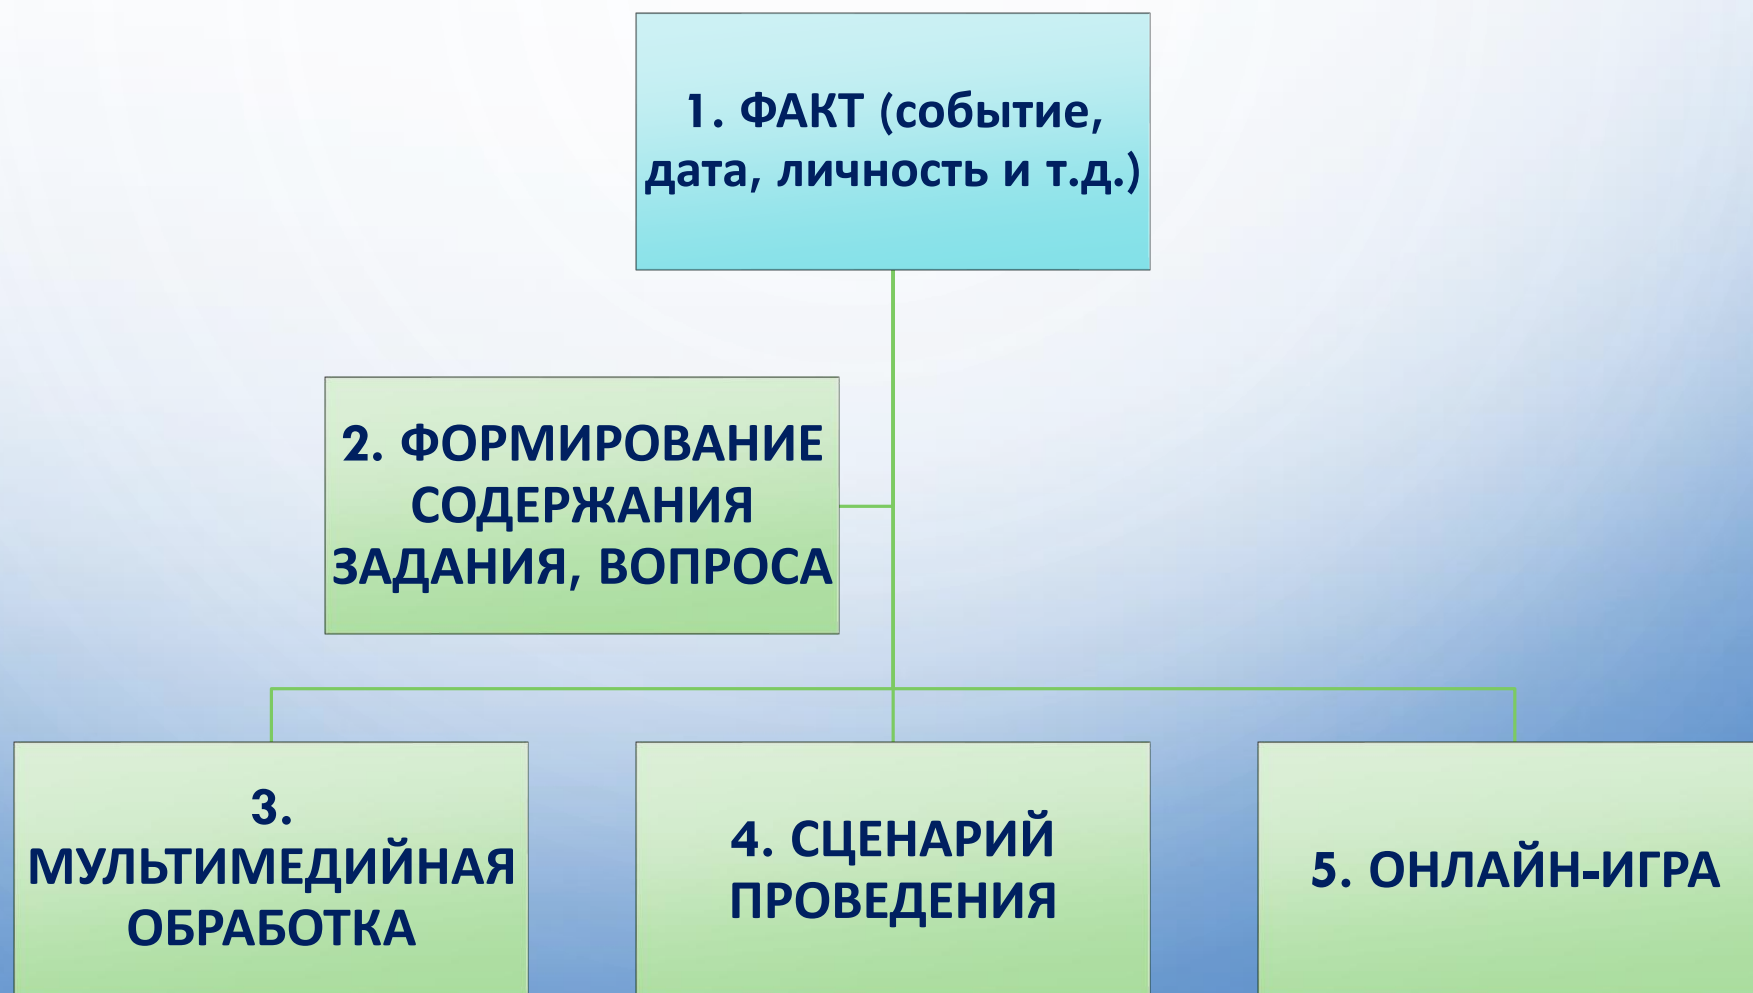 1. ФАКТ (событие,
дата, личность и т.д.)
2. ФОРМИРОВАНИЕ
СОДЕРЖАНИЯ
ЗАДАНИЯ, ВОПРОСА
3.
МУЛЬТИМЕДИЙНАЯ
ОБРАБОТКА
4. СЦЕНАРИЙ
ПРОВЕДЕНИЯ
5. ОНЛАЙН-ИГРА